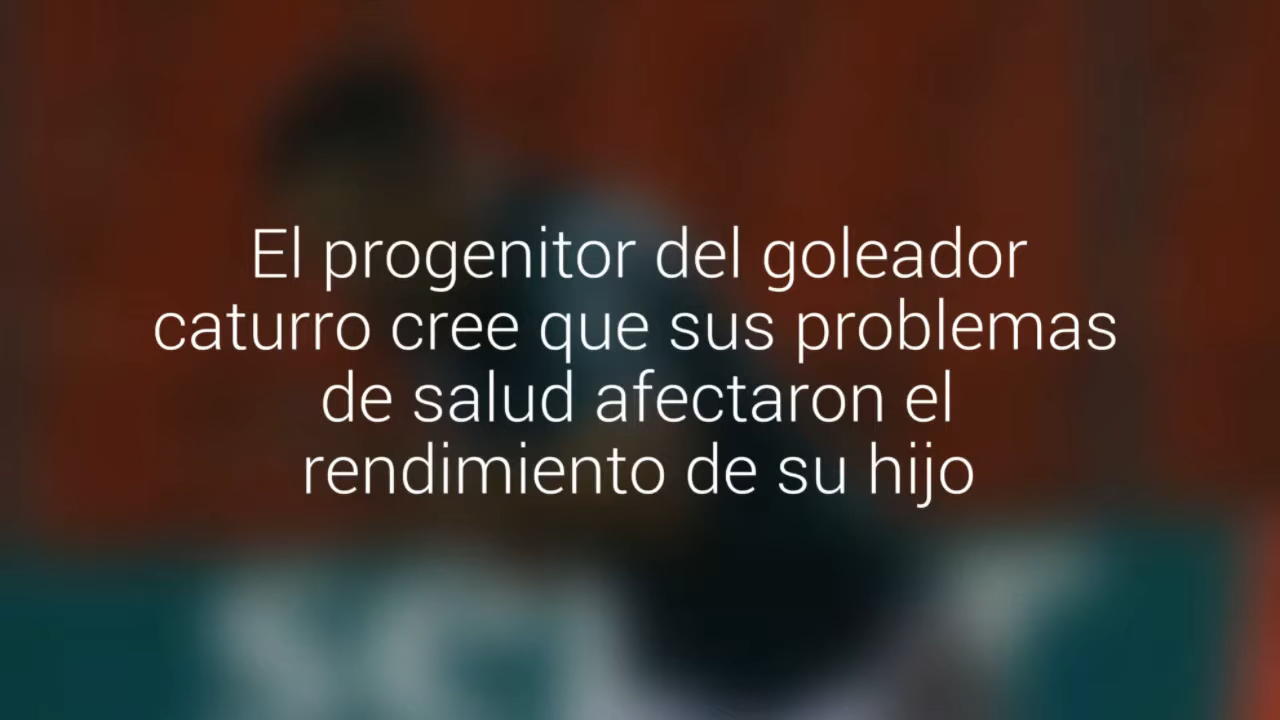 El progenitor del goleador
caturro cree que sus problemas
de salud afectaron el
rendimiento de su hijo